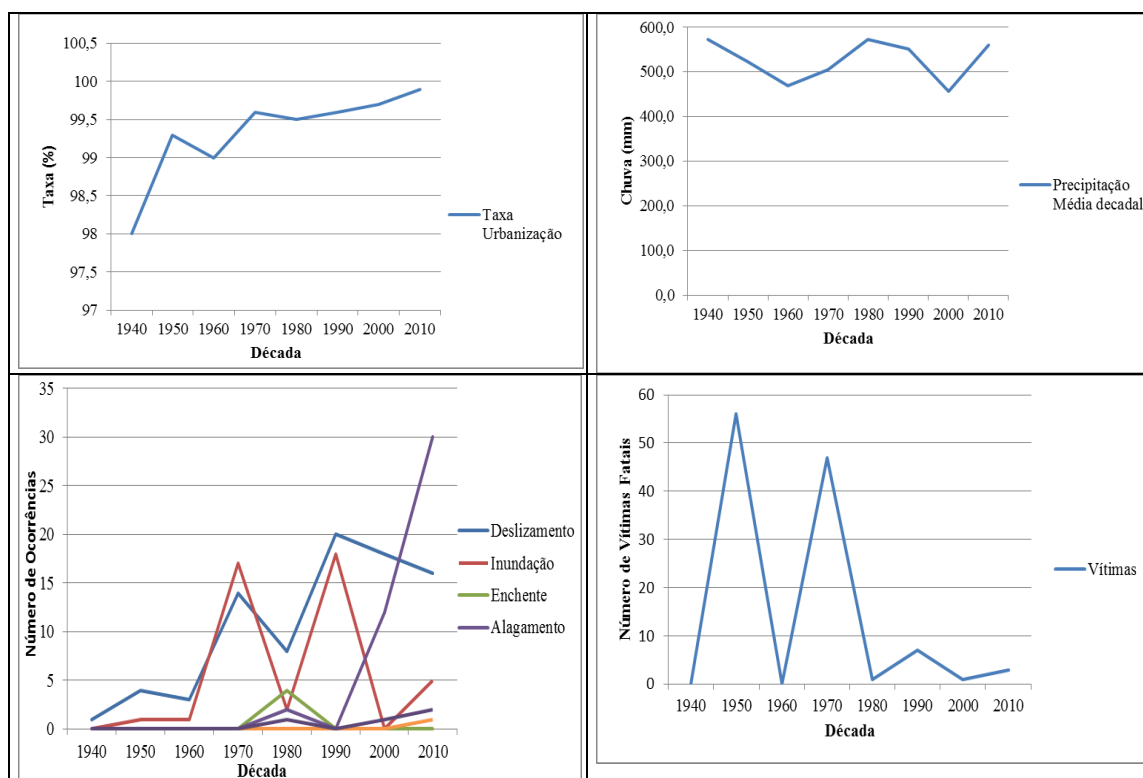 100,5
100
99,5
99
98,5
98
97,5
97
Taxa (%)
1940 1950 1960 1970 1980 1990 2000 2010
Década
Taxa
Urbanização
600,0
500,0
400,0
300,0
200,0
100,0
0,0
Chuva (mm)
1940 1950 1960 1970 1980 1990 2000 2010
Década
Precipitação
Média decadal
35
30
25
20
15
10
5
0
Número de Ocorrências
1940 1950 1960 1970 1980 1990 2000 2010
Década
Deslizamento
Inundação
Enchente
Alagamento
60
50
40
30
20
10
0
Número de Vítimas Fatais
1940 1950 1960 1970 1980 1990 2000 2010
Década
Vítimas